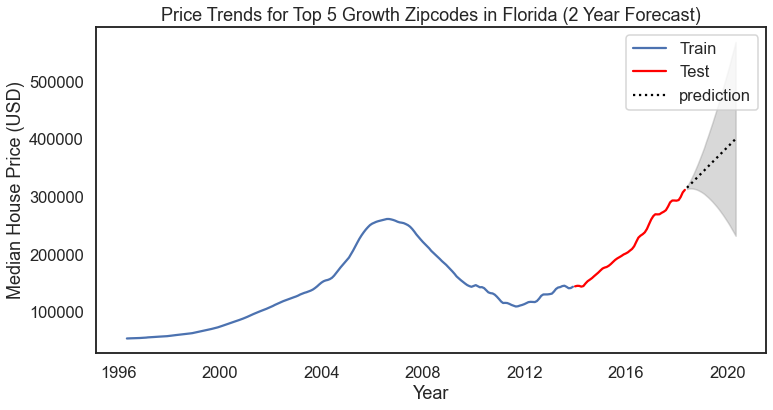 Price Trends for Top 5 Growth Zipcodes in Florida (2 Year Forecast)
Train
Test
prediction
Median House Price (USD)
500000
400000
300000
200000
100000
1996 2000 2004 2008 2012 2016 2020
Year